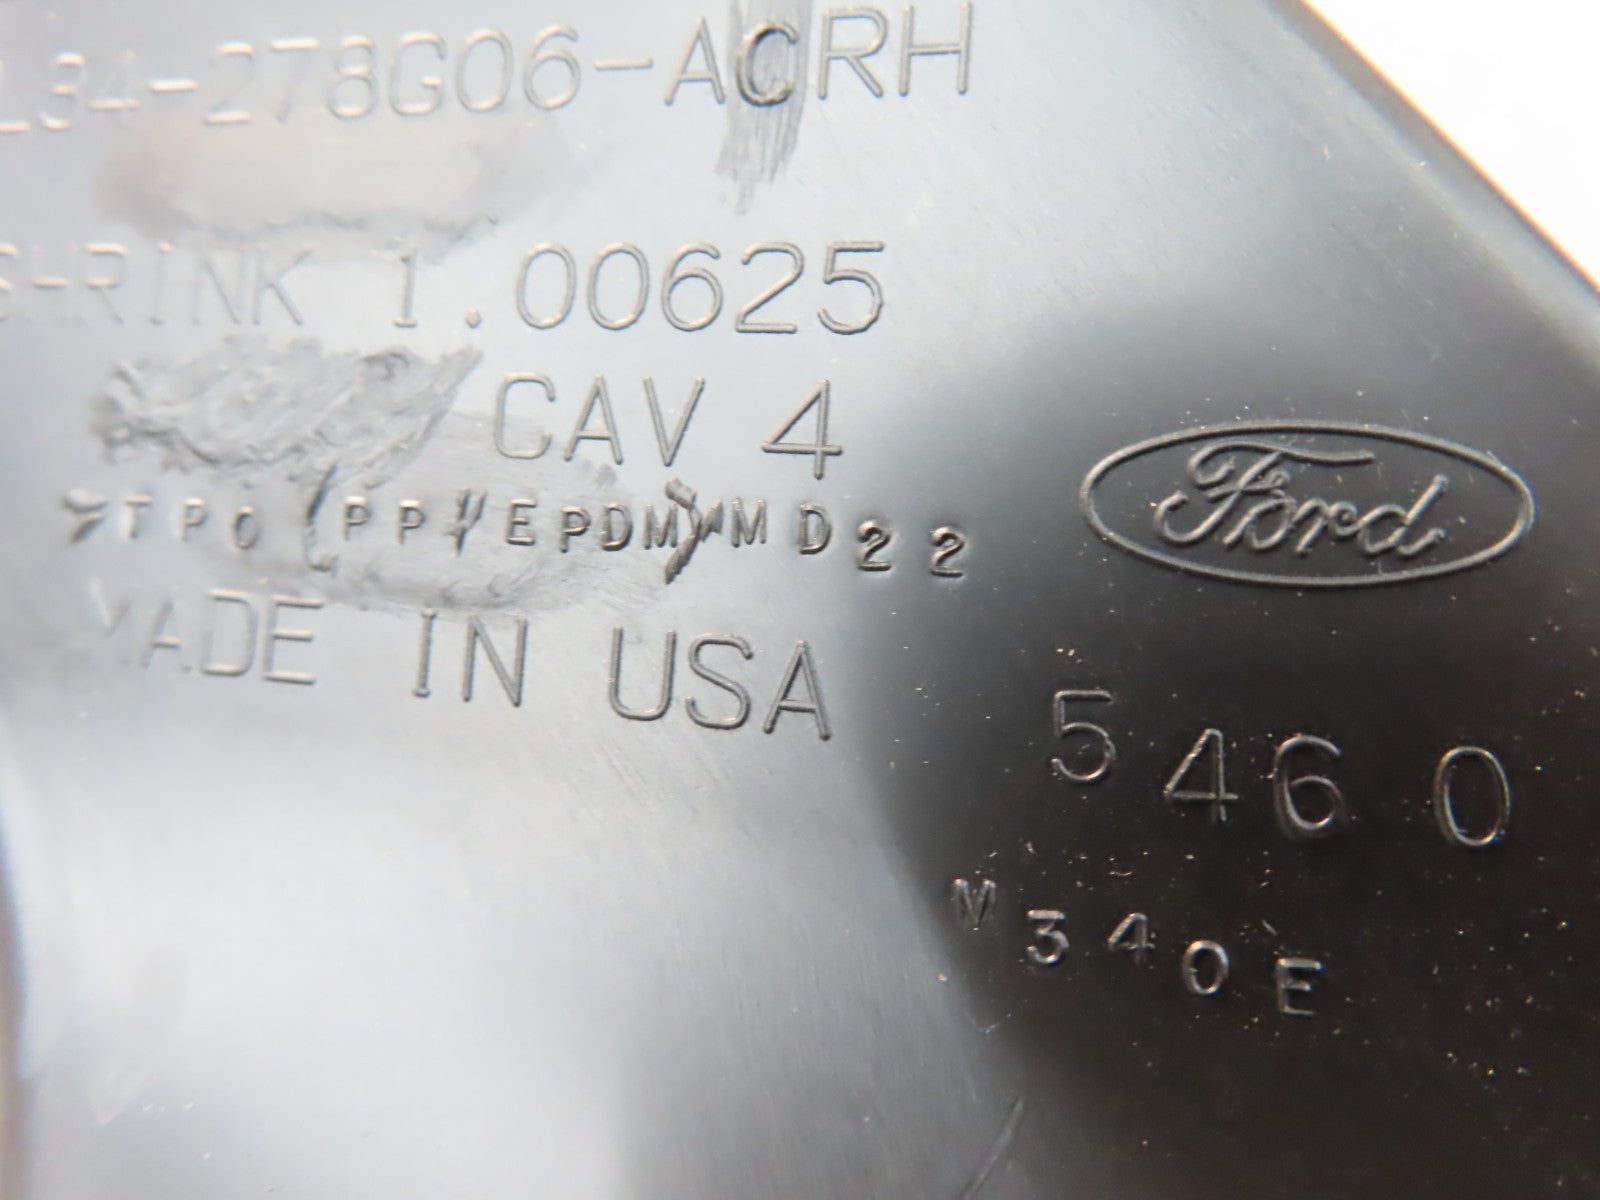 L34-278G06-ACRH
SHRINK 1.00625
CAV 4
>TPO (PP/EPDM) MD22
MADE IN USA
Ford
5460
M340E